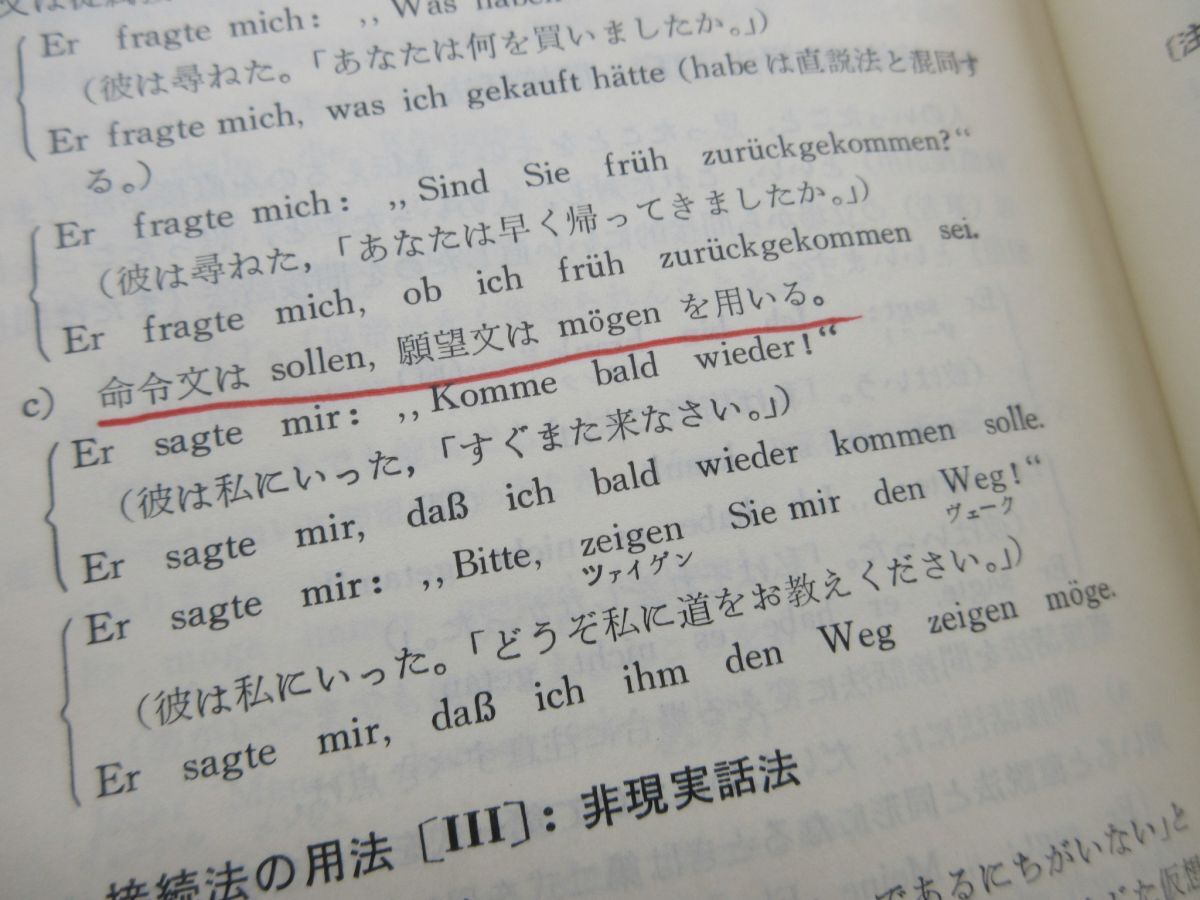 Er fragte mich: „Was haben
(彼は尋ねた。「あなたは何を買いましたか。」)
Er fragte mich, was ich gekauft hätte (habeは直説法と混同す
る。)
Er fragte mich: „Sind Sie früh zurückgekommen?“
(彼は尋ねた,「あなたは早く帰ってきましたか。」)
Er fragte mich, ob ich früh zurückgekommen sei.
c) 命令文は sollen, 願望文は mögen を用いる。
Er sagte mir: „Komme bald wieder!“
(彼は私にいった,「すぐまた来なさい。」)
Er sagte mir, daß ich bald wieder kommen solle.
Er sagte mir: „Bitte, zeigen Sie mir den Weg!“
ツァイゲン ヴェーク
(彼は私にいった。「どうぞ私に道をお教えください。」)
Er sagte mir, daß ich ihm den Weg zeigen möge.
接続法の用法 [III]: 非現実話法
であるにちがいない」と